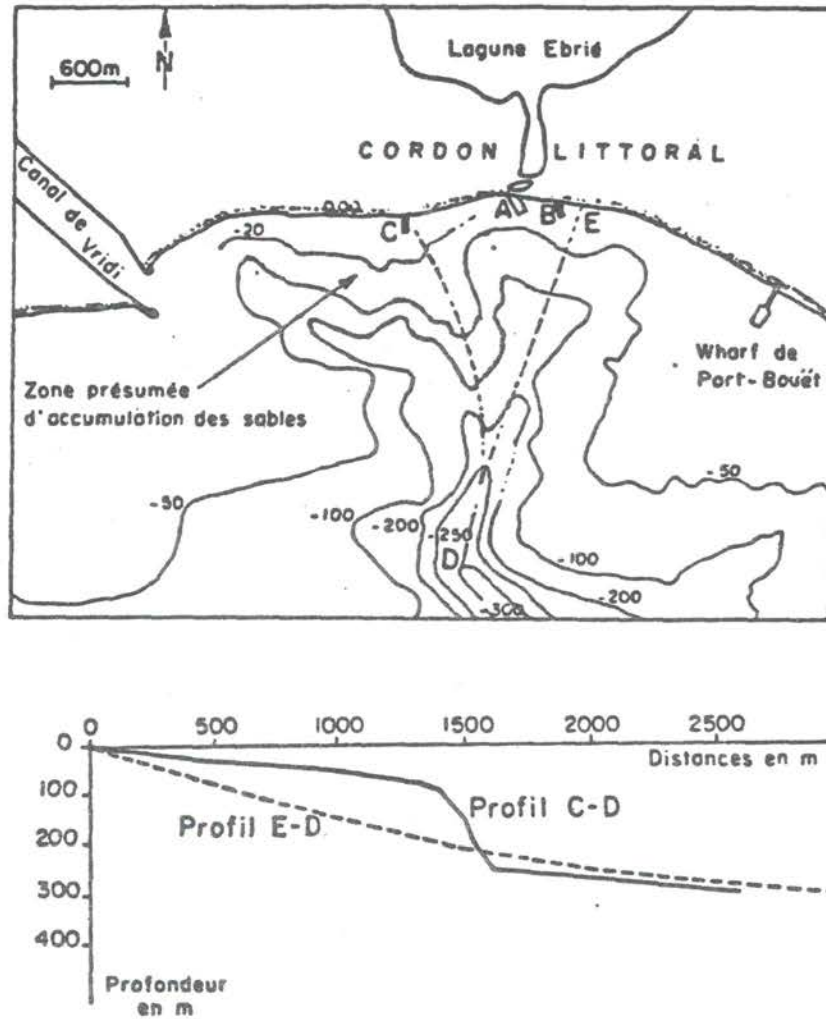 Lagune Ebrié
N
600m
CORDON LITTORAL
Canal de
Vridi
0.00
C
A
B
E
-20
Zone présumée
d'accumulation des sables
Wharf de
Port-Bouët
-50
-50
-100
-200
-250
D
-100
-200
-300
0 500 1000 1500 2000 2500
0
Distances en m
100
Profil E-D
Profil C-D
200
300
400
Profondeur
en m